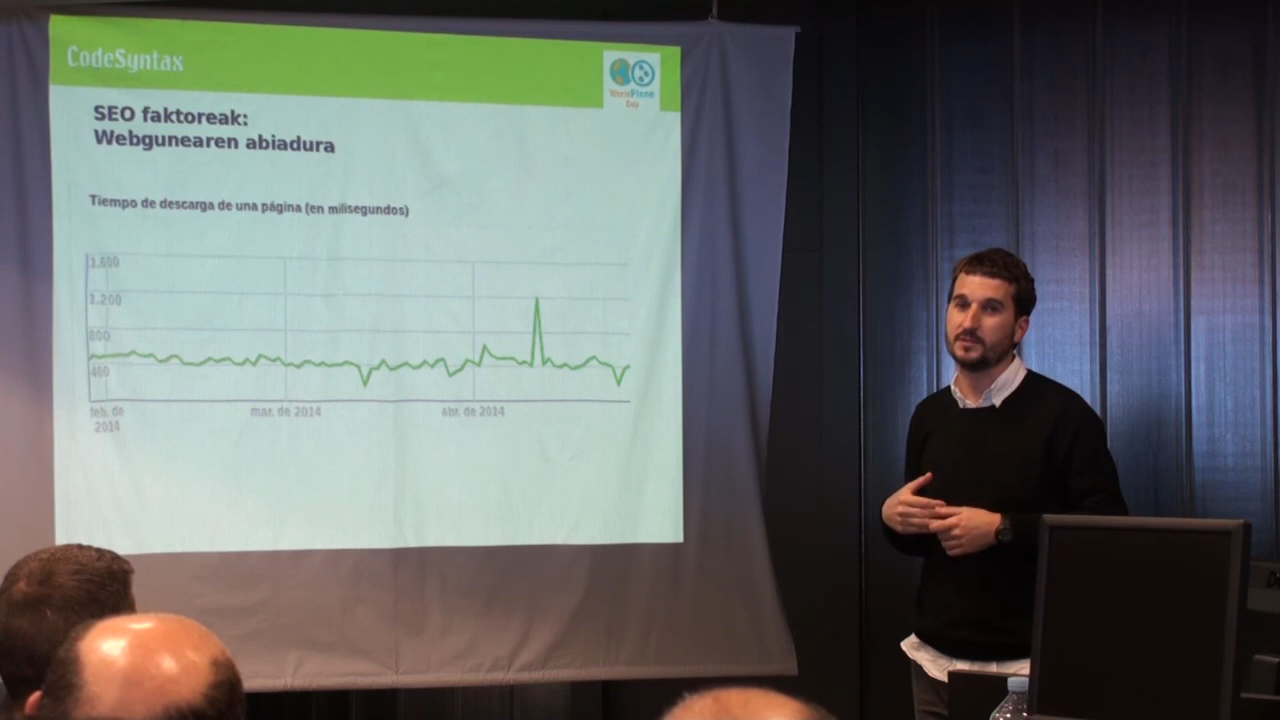 CodeSyntax
World Plone
Day
SEO faktoreak:
Webgunearen abiadura
Tiempo de descarga de una página (en milisegundos)
1.600
1.200
800
400
feb. de
2014
mar. de 2014
abr. de 2014